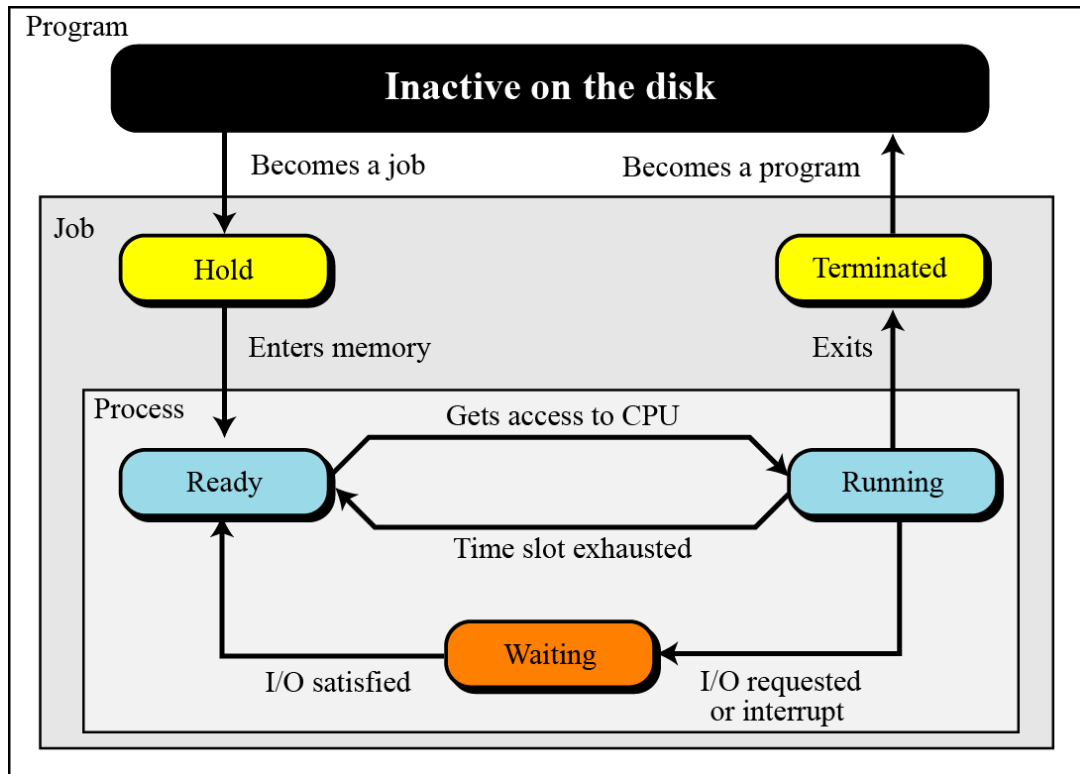 Program
Inactive on the disk
Becomes a job
Becomes a program
Job
Hold
Terminated
Enters memory
Exits
Process
Gets access to CPU
Ready
Running
Time slot exhausted
Waiting
I/O satisfied
I/O requested
or interrupt